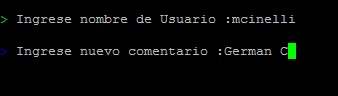 > Ingrese nombre de Usuario :mcinelli
> Ingrese nuevo comentario :German C